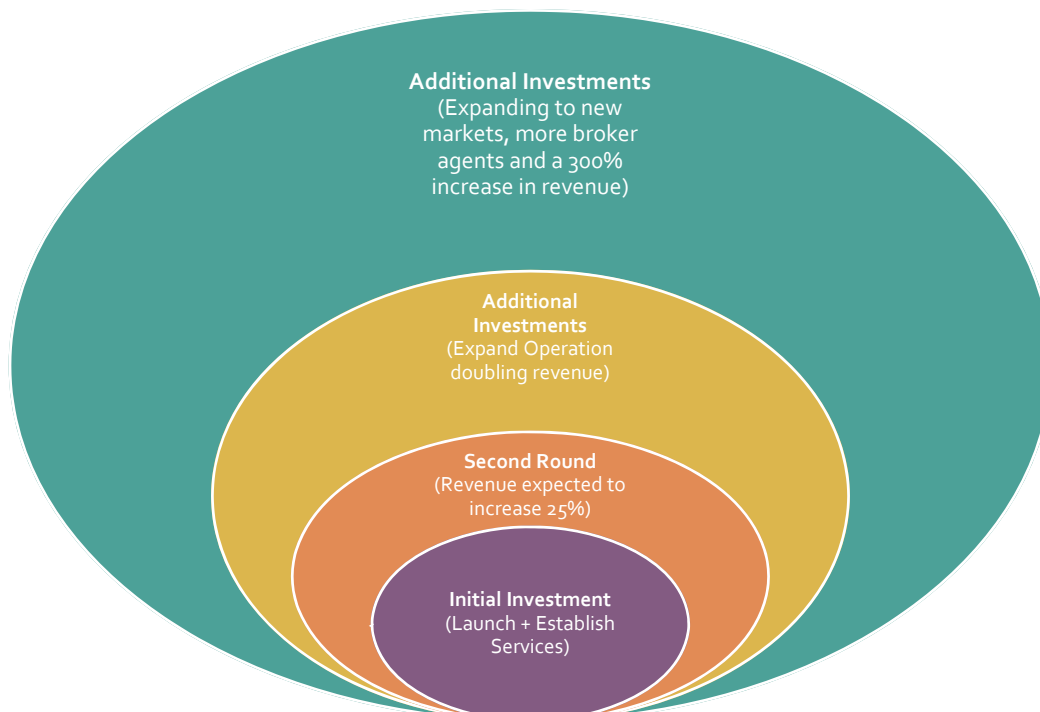 Additional Investments
(Expanding to new
markets, more broker
agents and a 300%
increase in revenue)
Additional
Investments
(Expand Operation
doubling revenue)
Second Round
(Revenue expected to
increase 25%)
Initial Investment
(Launch + Establish
Services)